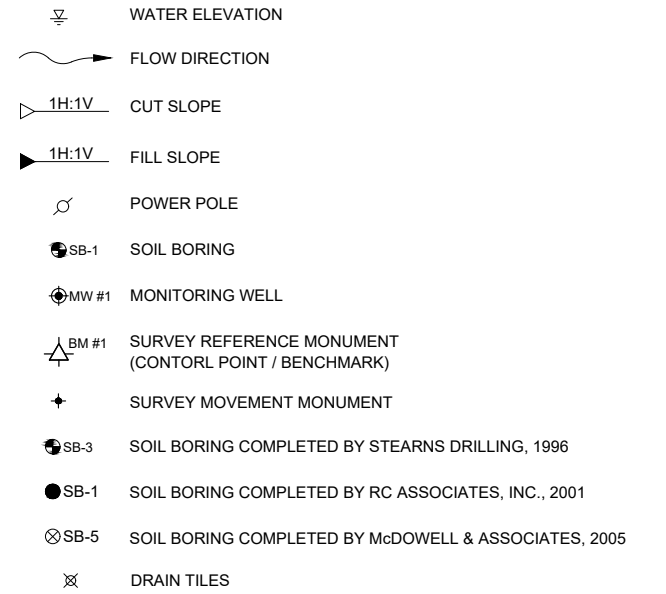 WATER ELEVATION
FLOW DIRECTION
1H:1V CUT SLOPE
1H:1V FILL SLOPE
POWER POLE
SB-1 SOIL BORING
MW #1 MONITORING WELL
BM #1 SURVEY REFERENCE MONUMENT
(CONTORL POINT / BENCHMARK)
SURVEY MOVEMENT MONUMENT
SB-3 SOIL BORING COMPLETED BY STEARNS DRILLING, 1996
SB-1 SOIL BORING COMPLETED BY RC ASSOCIATES, INC., 2001
SB-5 SOIL BORING COMPLETED BY McDOWELL & ASSOCIATES, 2005
DRAIN TILES